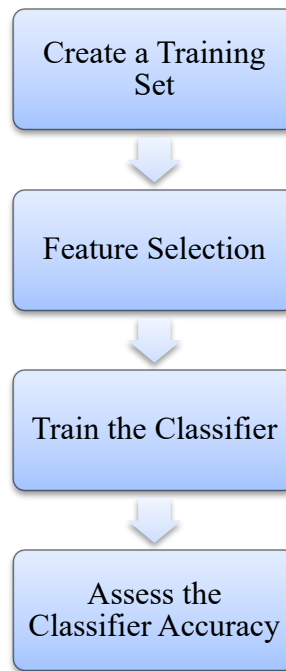 Create a Training
Set
Feature Selection
Train the Classifier
Assess the
Classifier Accuracy